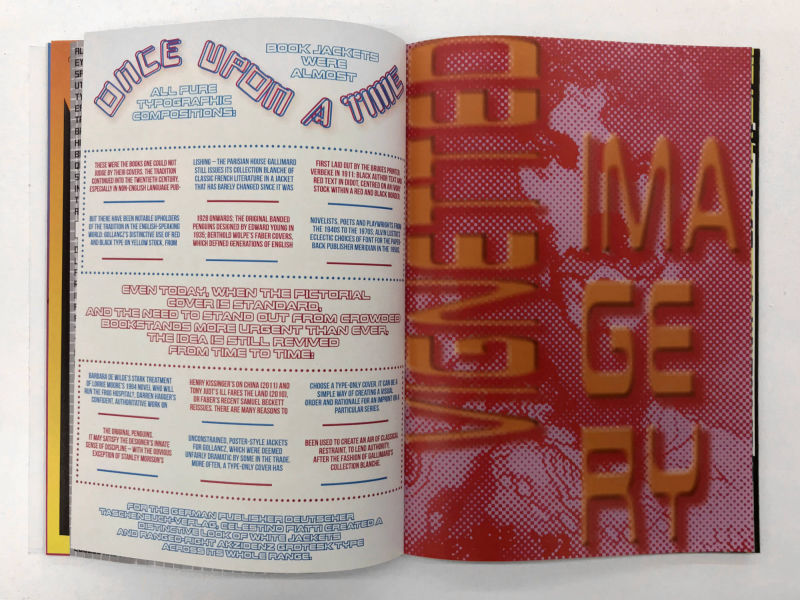 ONCE UPON A TIME
BOOK JACKETS
WERE
ALMOST
ALL PURE
TYPOGRAPHIC
COMPOSITIONS:
THESE WERE THE BOOKS ONE COULD NOT
JUDGE BY THEIR COVERS. THE TRADITION
CONTINUED INTO THE TWENTIETH CENTURY,
ESPECIALLY IN NON-ENGLISH LANGUAGE PUB-
LISHING – THE PARISIAN HOUSE GALLIMARD
STILL ISSUES ITS COLLECTION BLANCHE OF
CLASSIC FRENCH LITERATURE IN A JACKET
THAT HAS BARELY CHANGED SINCE IT WAS
FIRST LAID OUT BY THE BRUGES PRINTER
VERBEKE IN 1911: BLACK AUTHOR TEXT AND
RED TEXT IN DIDOT, CENTRED ON AN IVORY
STOCK WITHIN A RED AND BLACK BORDER.
BUT THERE HAVE BEEN NOTABLE UPHOLDERS
OF THE TRADITION IN THE ENGLISH-SPEAKING
WORLD: GOLLANCZ'S DISTINCTIVE USE OF RED
AND BLACK TYPE ON YELLOW STOCK, FROM
1928 ONWARDS; THE ORIGINAL BANDED
PENGUINS DESIGNED BY EDWARD YOUNG IN
1935; BERTHOLD WOLPE'S FABER COVERS,
WHICH DEFINED GENERATIONS OF ENGLISH
NOVELISTS, POETS AND PLAYWRIGHTS FROM
THE 1940S TO THE 1970S; ALVIN LUSTIG'S
ECLECTIC CHOICES OF FONT FOR THE PAPER-
BACK PUBLISHER MERIDIAN IN THE 1950S.
EVEN TODAY, WHEN THE PICTORIAL
COVER IS STANDARD,
AND THE NEED TO STAND OUT FROM CROWDED
BOOKSTANDS MORE URGENT THAN EVER,
THE IDEA IS STILL REVIVED
FROM TIME TO TIME:
BARBARA DE WILDE'S STARK TREATMENT
OF LORRIE MOORE'S 1994 NOVEL WHO WILL
RUN THE FROG HOSPITAL?, DARREN HAGGER'S
CONFIDENT, AUTHORITATIVE WORK ON
HENRY KISSINGER'S ON CHINA (2011) AND
TONY JUDT'S ILL FARES THE LAND (2010),
OR FABER'S RECENT SAMUEL BECKETT
REISSUES. THERE ARE MANY REASONS TO
CHOOSE A TYPE-ONLY COVER. IT CAN BE A
SIMPLE WAY OF CREATING A VISUAL
ORDER AND RATIONALE FOR AN IMPRINT OR A
PARTICULAR SERIES.
THE ORIGINAL PENGUINS.
IT MAY SATISFY THE DESIGNER'S INNATE
SENSE OF DISCIPLINE – WITH THE OBVIOUS
EXCEPTION OF STANLEY MORISON'S
UNCONSTRAINED, POSTER-STYLE JACKETS
FOR GOLLANCZ, WHICH WERE DEEMED
UNFAIRLY DRAMATIC BY SOME IN THE TRADE.
MORE OFTEN, A TYPE-ONLY COVER HAS
BEEN USED TO CREATE AN AIR OF CLASSICAL
RESTRAINT, TO LEND AUTHORITY,
AFTER THE FASHION OF GALLIMARD'S
COLLECTION BLANCHE.
FOR THE GERMAN PUBLISHER DEUTSCHER
TASCHENBUCH-VERLAG, CELESTINO PIATTI CREATED A
DISTINCTIVE LOOK OF WHITE JACKETS
AND RANGED-RIGHT AKZIDENZ GROTESK TYPE
ACROSS ITS WHOLE RANGE.
VIGNETTED
IMA
GE
RY